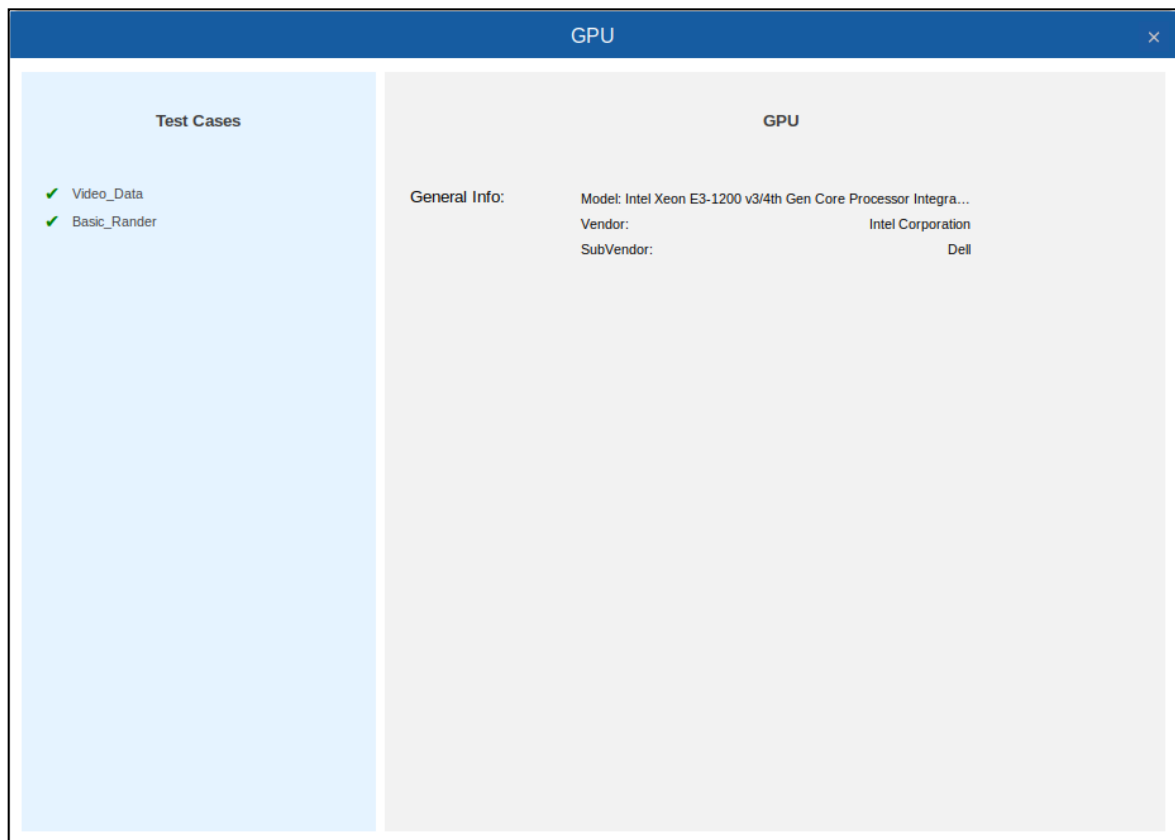 GPU
×
Test Cases
✔ Video_Data
✔ Basic_Rander
GPU
General Info:
Model: Intel Xeon E3-1200 v3/4th Gen Core Processor Integra...
Vendor: Intel Corporation
SubVendor: Dell